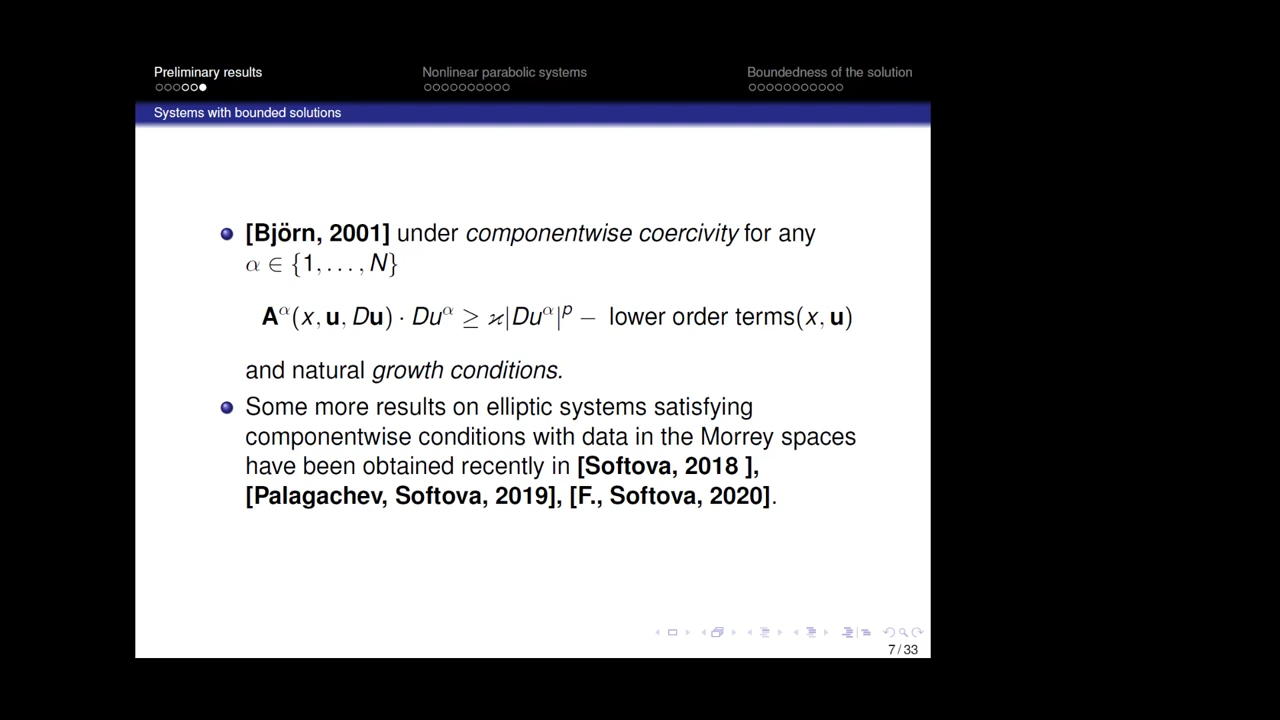 Preliminary results Nonlinear parabolic systems Boundedness of the solution
Systems with bounded solutions
[Björn, 2001] under componentwise coercivity for any
α ∈ {1, . . . , N}
A^α(x, u, Du) · Du^α ≥ ϰ|Du^α|^p − lower order terms(x, u)
and natural growth conditions.
Some more results on elliptic systems satisfying
componentwise conditions with data in the Morrey spaces
have been obtained recently in [Softova, 2018 ],
[Palagachev, Softova, 2019], [F., Softova, 2020].
7 / 33